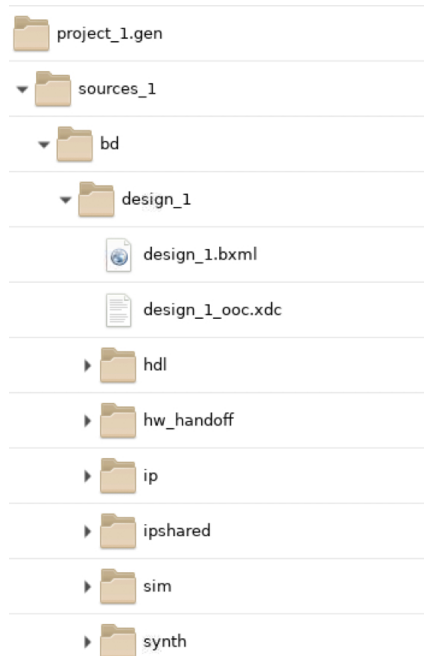 project_1.gen
sources_1
bd
design_1
design_1.bxml
design_1_ooc.xdc
hdl
hw_handoff
ip
ipshared
sim
synth